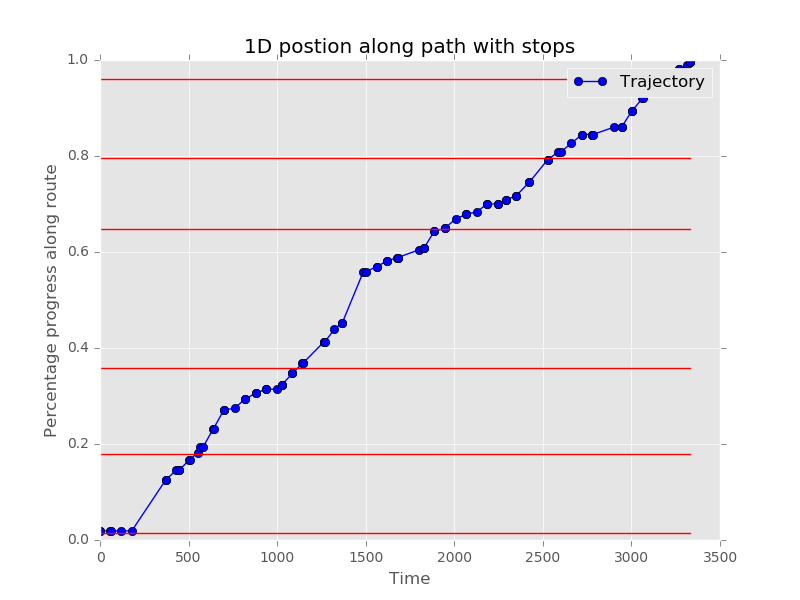 1D postion along path with stops
Trajectory
Percentage progress along route
1.0
0.8
0.6
0.4
0.2
0.0
0 500 1000 1500 2000 2500 3000 3500
Time